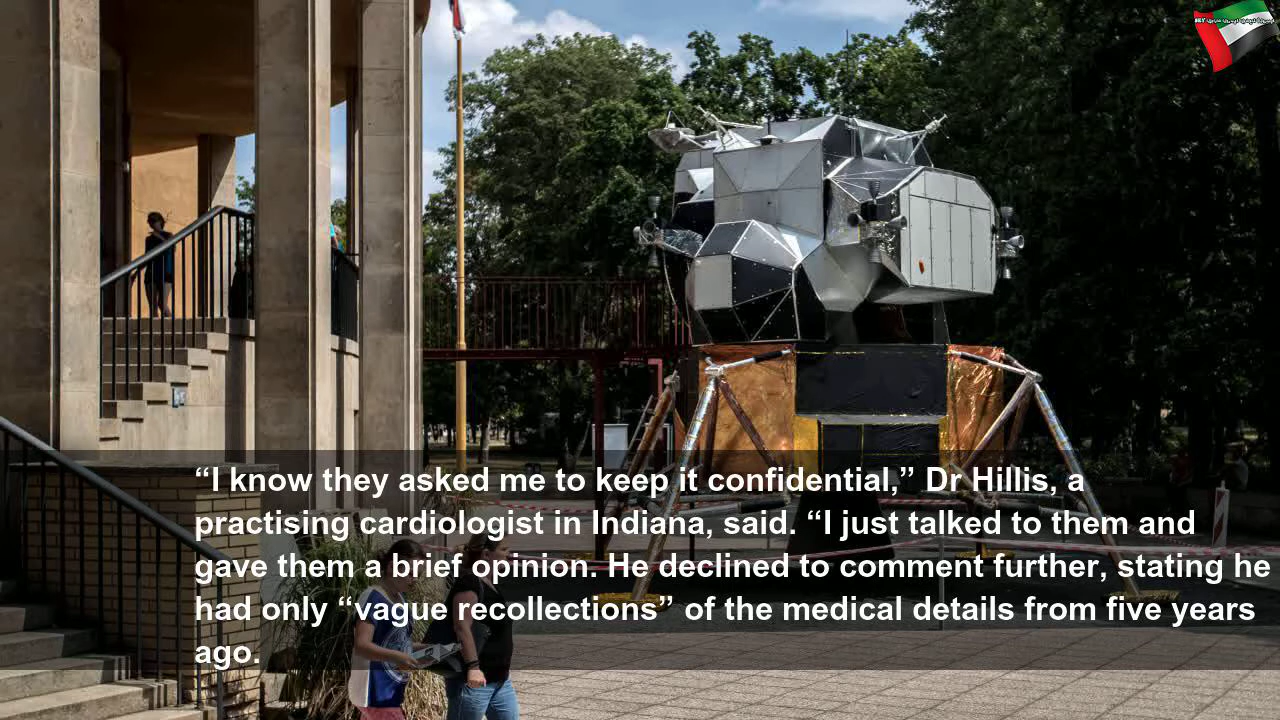 “I know they asked me to keep it confidential,” Dr Hillis, a
practising cardiologist in Indiana, said. “I just talked to them and
gave them a brief opinion. He declined to comment further, stating he
had only “vague recollections” of the medical details from five years
ago.